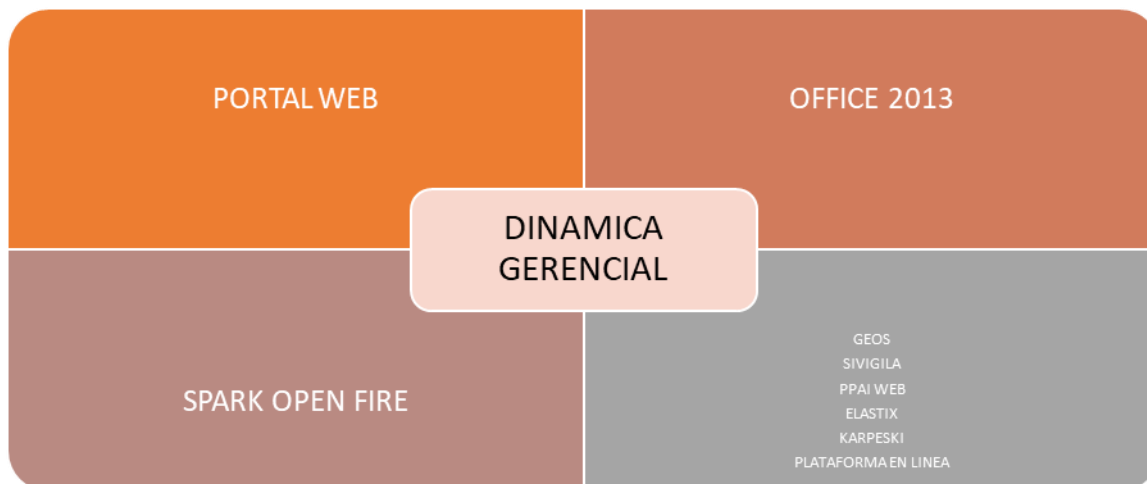 PORTAL WEB
OFFICE 2013
DINAMICA
GERENCIAL
SPARK OPEN FIRE
GEOS
SIVIGILA
PPAI WEB
ELASTIX
KARPESKI
PLATAFORMA EN LINEA